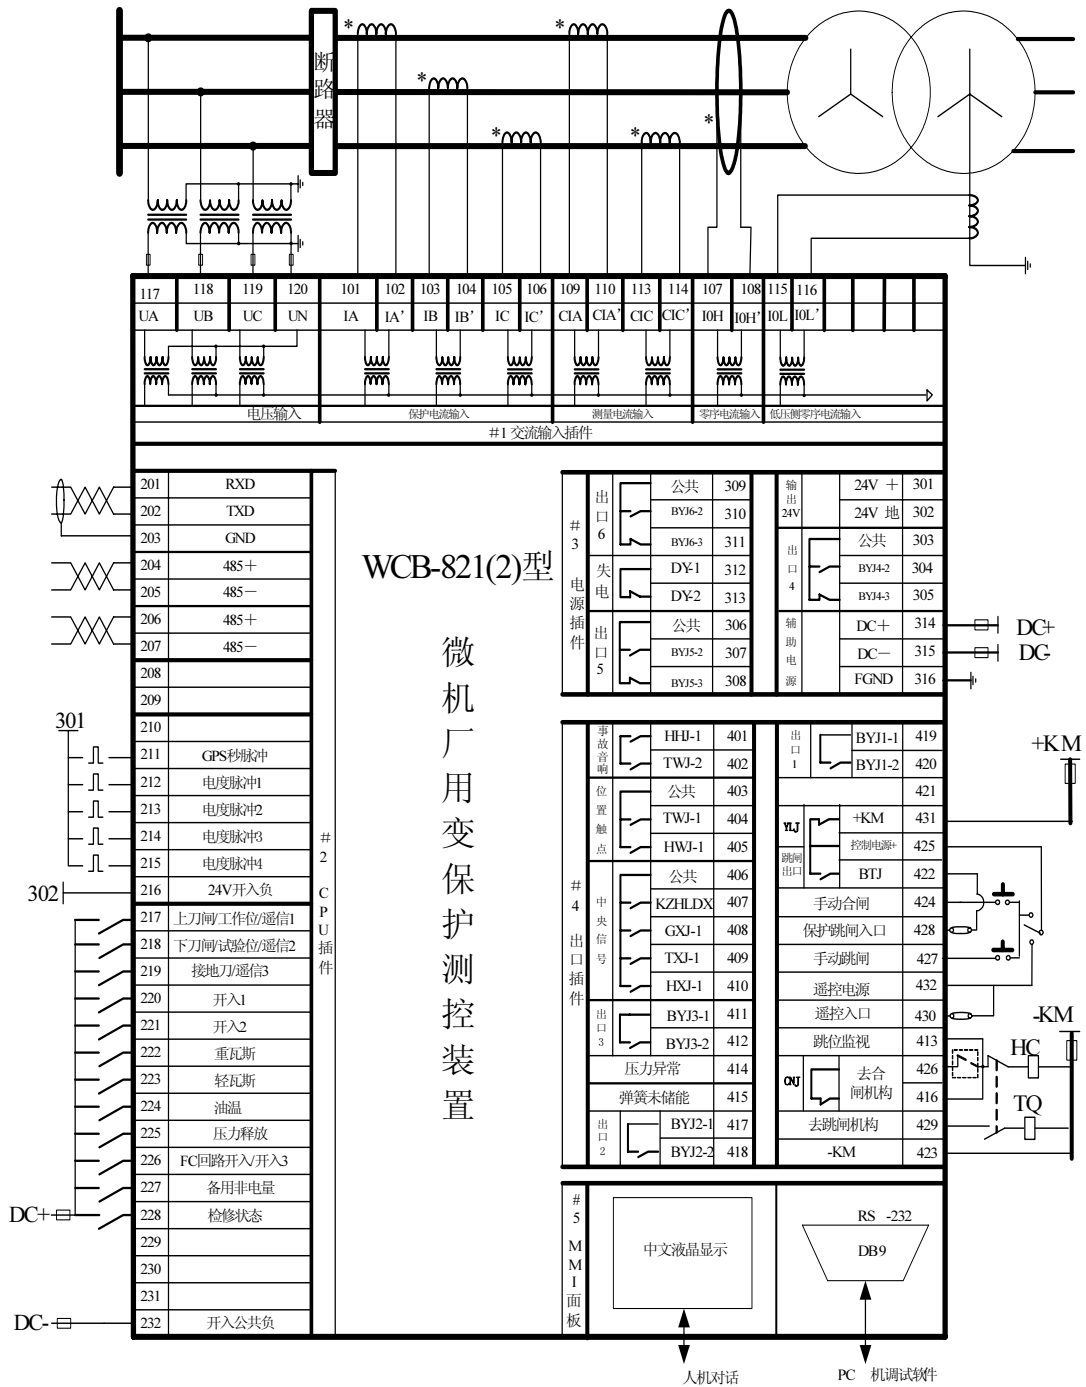 * * * * * *
断路器
117 118 119 120 101 102 103 104 105 106 109 110 113 114 107 108 115 116
UA UB UC UN IA IA' IB IB' IC IC' CIA CIA' CIC CIC' I0H I0H' I0L I0L'
电压输入 保护电流输入 测量电流输入 零序电流输入 低压侧零序电流输入
#1 交流输入插件
201 RXD
202 TXD
203 GND
204 485+
205 485-
206 485+
207 485-
208
209
301
210
211 GPS秒脉冲
212 电度脉冲1
213 电度脉冲2
214 电度脉冲3
215 电度脉冲4
302
216 24V开入负
217 上刀闸/工作位/遥信1
218 下刀闸/试验位/遥信2
219 接地刀/遥信3
220 开入1
221 开入2
222 重瓦斯
223 轻瓦斯
224 油温
225 压力释放
226 FC回路开入/开入3
227 备用非电量
DC+
228 检修状态
229
230
231
DC-
232 开入公共负
#2 CPU插件
WCB-821(2)型
微机厂用变保护测控装置
#3 电源插件
出口6
公共 309
BYJ6-2 310
BYJ6-3 311
失电
DY-1 312
DY-2 313
出口5
公共 306
BYJ5-2 307
BYJ5-3 308
输出24V
24V + 301
24V 地 302
出口4
公共 303
BYJ4-2 304
BYJ4-3 305
辅助电源
DC+ 314 DC+
DC- 315 DC-
FGND 316
#4 出口插件
事故音响
HHJ-1 401
TWJ-2 402
位置触点
公共 403
TWJ-1 404
HWJ-1 405
中央信号
公共 406
KZHLDX 407
GXJ-1 408
TXJ-1 409
HXJ-1 410
出口3
BYJ3-1 411
BYJ3-2 412
压力异常 414
弹簧未储能 415
出口2
BYJ2-1 417
BYJ2-2 418
出口1
BYJ1-1 419
BYJ1-2 420
421
YLJ
+KM 431
控制电源+ 425
跳闸出口
BTJ 422
手动合闸 424
保护跳闸入口 428
手动跳闸 427
遥控电源 432
遥控入口 430
跳位监视 413
CNJ
去合闸机构 426
416
去跳闸机构 429
-KM 423
+KM
-KM
HC
TQ
#5 MMI面板
中文液晶显示
RS -232
DB9
人机对话
PC 机调试软件